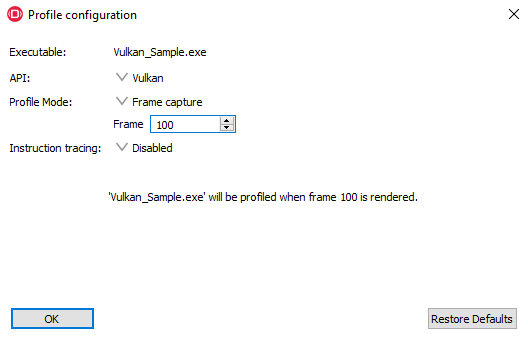 Profile configuration
Executable: Vulkan_Sample.exe
API: Vulkan
Profile Mode: Frame capture
Frame 100
Instruction tracing: Disabled
'Vulkan_Sample.exe' will be profiled when frame 100 is rendered.
OK Restore Defaults